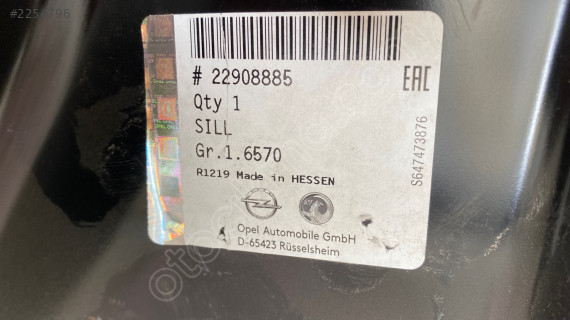 # 22908885
Qty 1
SILL
Gr.1.6570
R1219 Made in HESSEN
Opel Automobile GmbH
D-65423 Rüsselsheim
EAC
S647473876